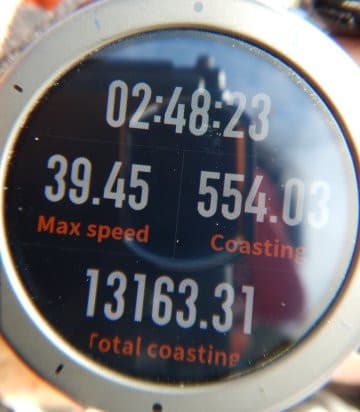 02:48:23
39.45 554.03
Max speed Coasting
13163.31
Total coasting